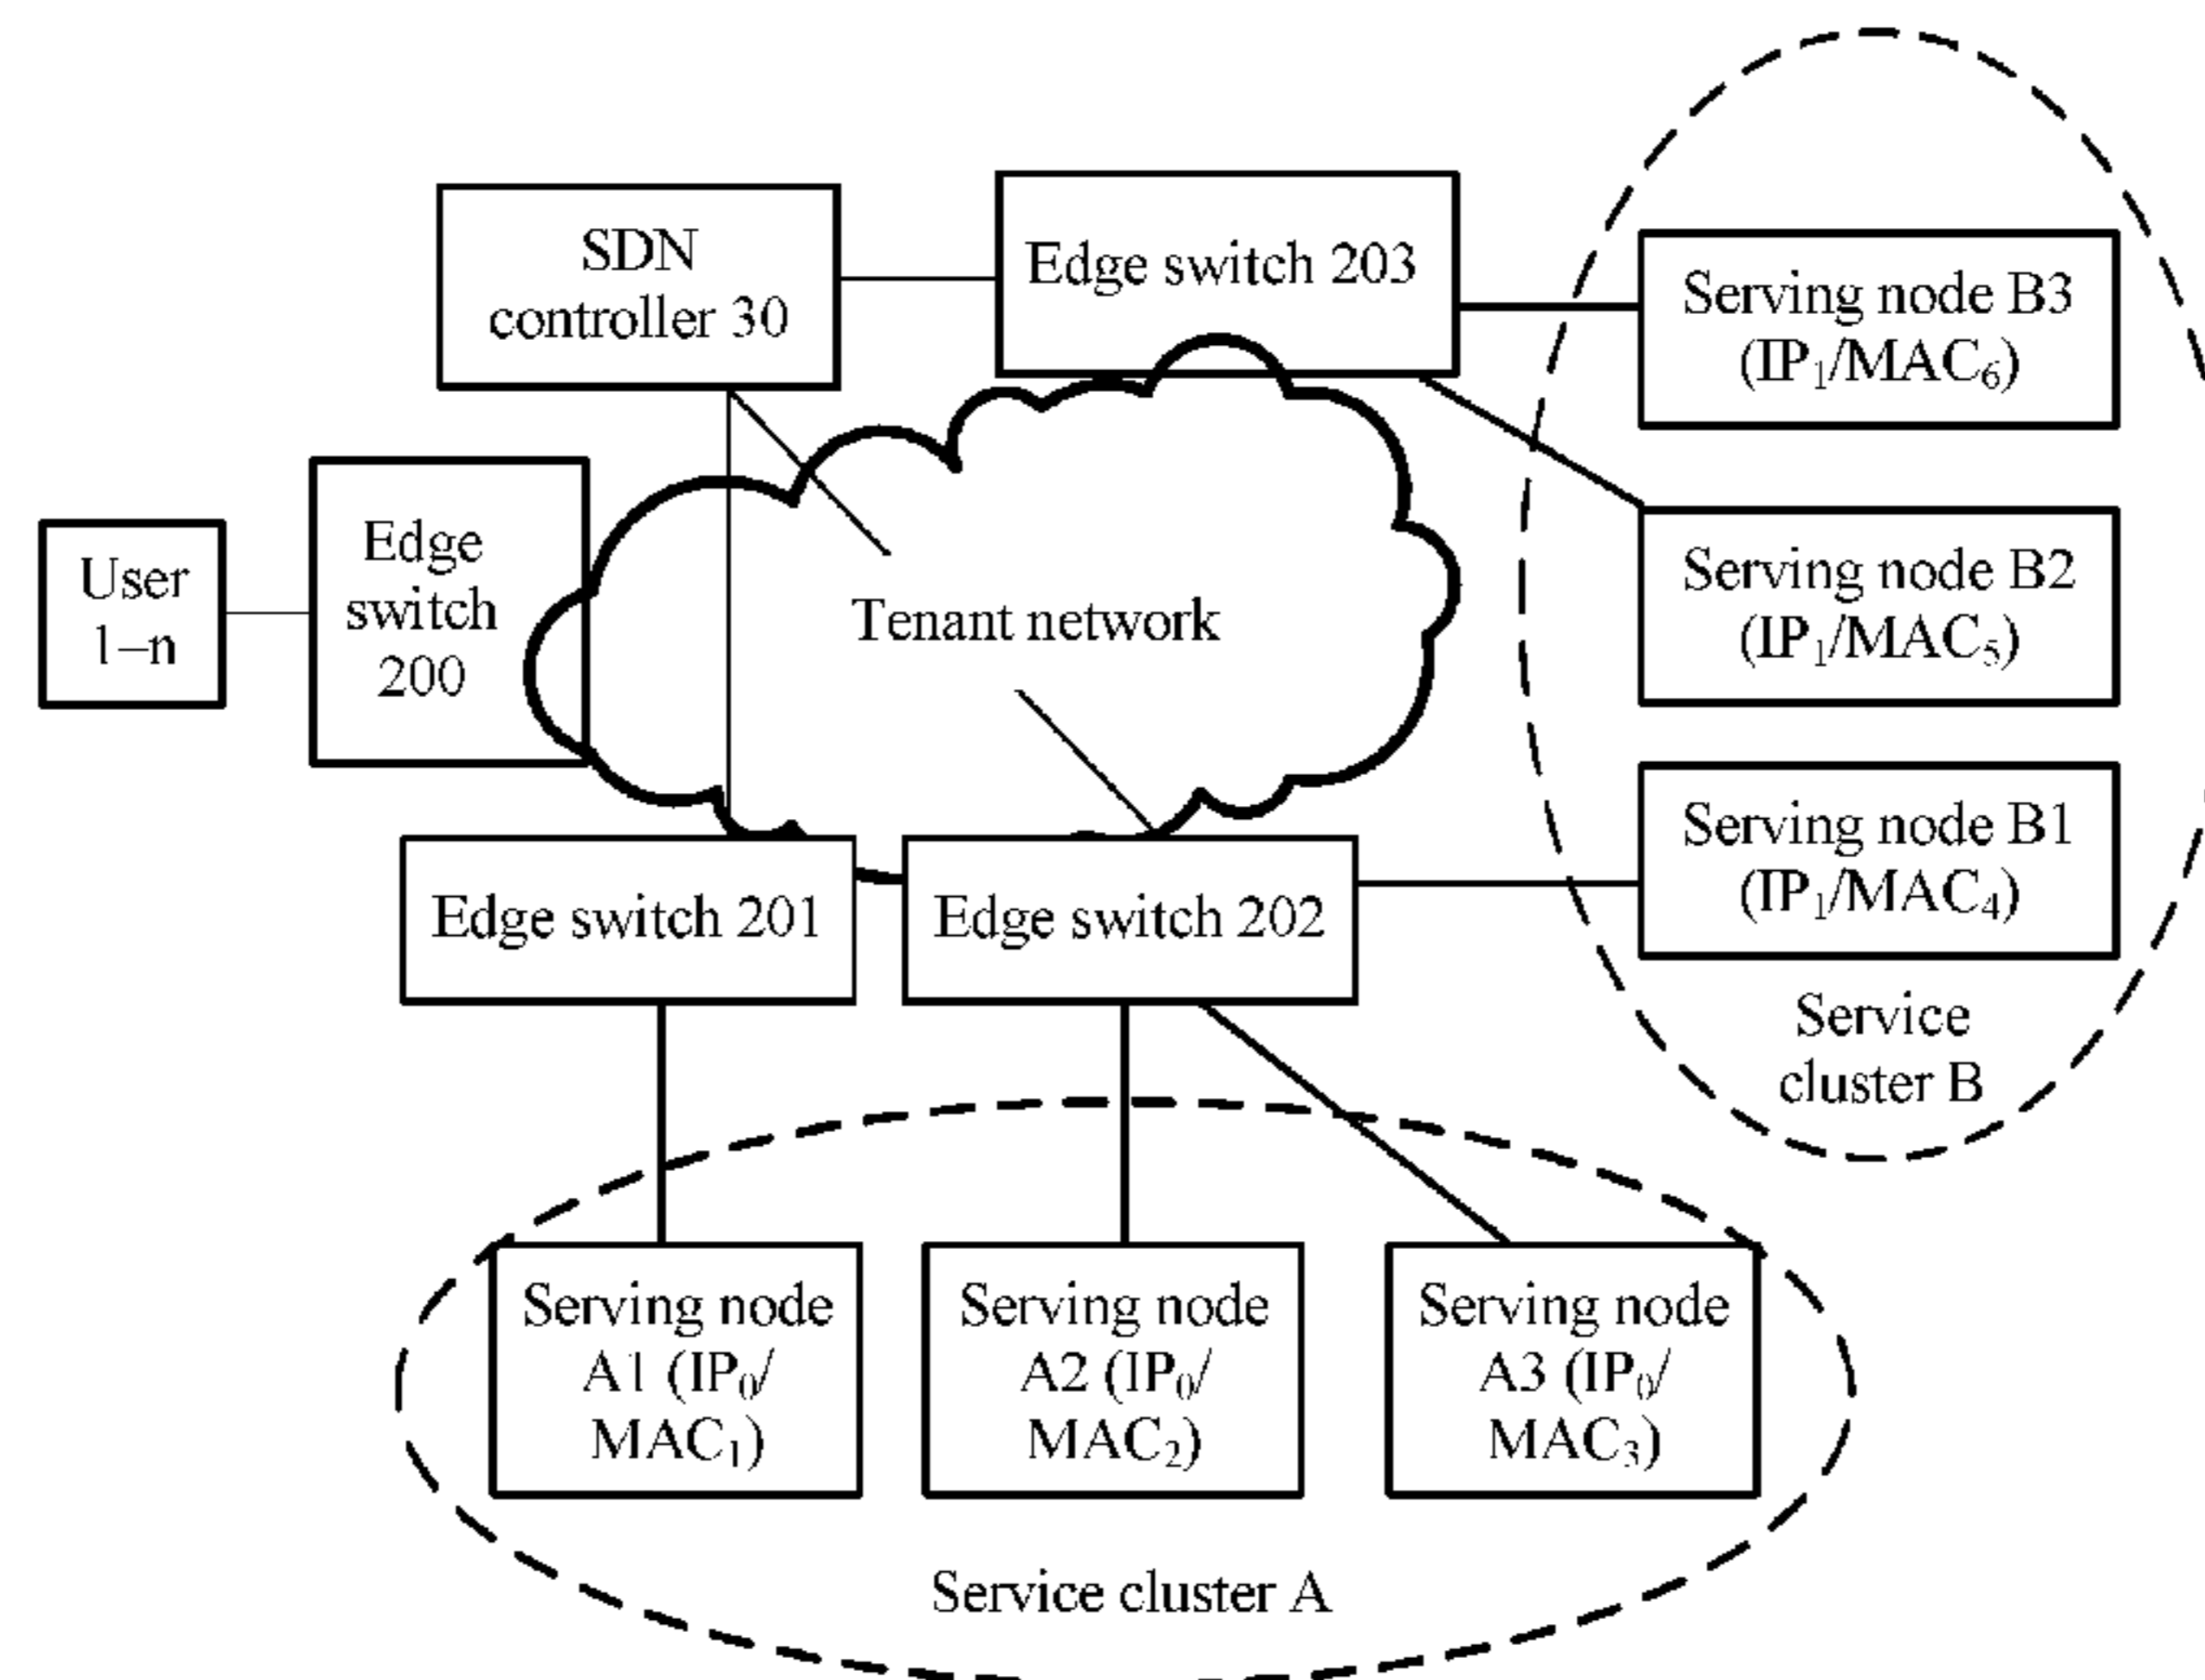 SDN
controller 30
Edge switch 203
Serving node B3
(IP₁/MAC₆)
User
1–n
Edge
switch
200
Tenant network
Serving node B2
(IP₁/MAC₅)
Serving node B1
(IP₁/MAC₄)
Edge switch 201
Edge switch 202
Service
cluster B
Serving node
A1 (IP₀/
MAC₁)
Serving node
A2 (IP₀/
MAC₂)
Serving node
A3 (IP₀/
MAC₃)
Service cluster A